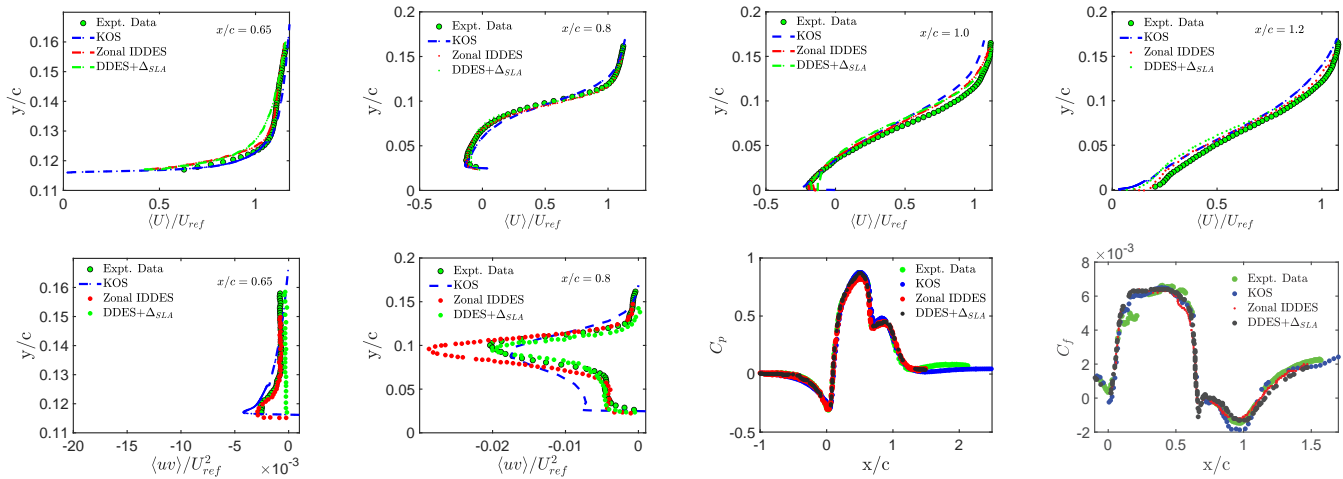 Expt. Data
KOS
Zonal IDDES
DDES+Δ_SLA
x/c = 0.65
y/c
0.16
0.15
0.14
0.13
0.12
0.11
0
0.5
1
⟨U⟩/U_ref
Expt. Data
KOS
Zonal IDDES
DDES+Δ_SLA
x/c = 0.8
y/c
0.2
0.15
0.1
0.05
0
-0.5
0
0.5
1
⟨U⟩/U_ref
Expt. Data
KOS
Zonal IDDES
DDES+Δ_SLA
x/c = 1.0
y/c
0.2
0.15
0.1
0.05
0
-0.5
0
0.5
1
⟨U⟩/U_ref
Expt. Data
KOS
Zonal IDDES
DDES+Δ_SLA
x/c = 1.2
y/c
0.2
0.15
0.1
0.05
0
0
0.5
1
⟨U⟩/U_ref
Expt. Data
KOS
Zonal IDDES
DDES+Δ_SLA
x/c = 0.65
y/c
0.16
0.15
0.14
0.13
0.12
0.11
-20
-15
-10
-5
0
×10⁻³
⟨uv⟩/U²_ref
Expt. Data
KOS
Zonal IDDES
DDES+Δ_SLA
x/c = 0.8
y/c
0.2
0.15
0.1
0.05
0
-0.02
-0.01
0
⟨uv⟩/U²_ref
Expt. Data
KOS
Zonal IDDES
DDES+Δ_SLA
C_p
1
0.5
0
-0.5
-1
0
1
2
x/c
×10⁻³
Expt. Data
KOS
Zonal IDDES
DDES+Δ_SLA
C_f
8
6
4
2
0
-2
0
0.5
1
1.5
x/c